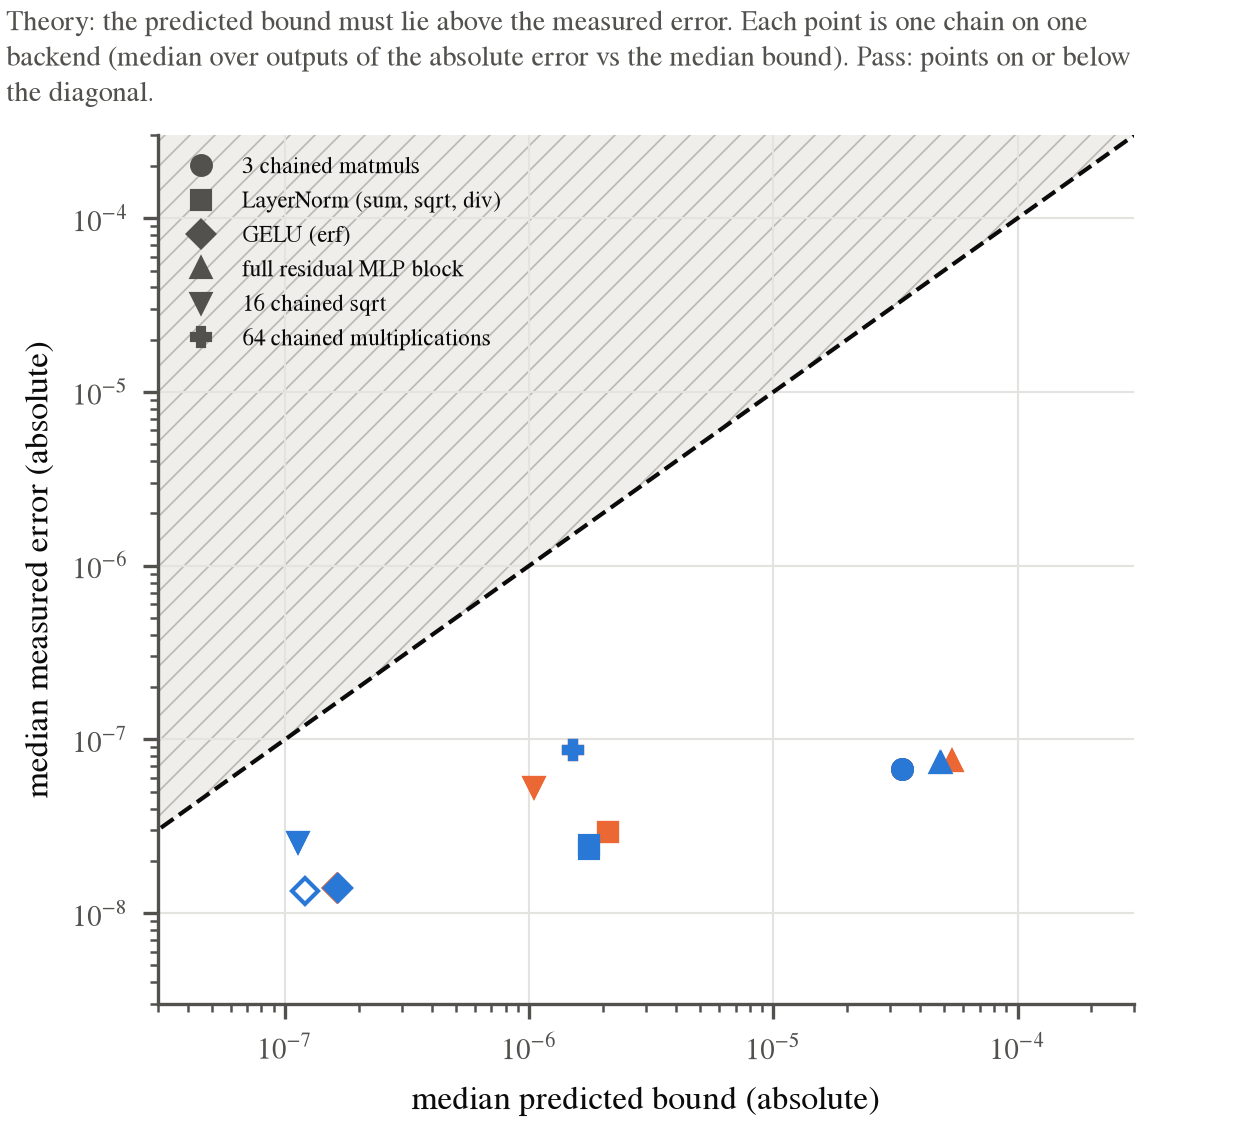 Theory: the predicted bound must lie above the measured error. Each point is one chain on one
backend (median over outputs of the absolute error vs the median bound). Pass: points on or below
the diagonal.
3 chained matmuls
LayerNorm (sum, sqrt, div)
GELU (erf)
full residual MLP block
16 chained sqrt
64 chained multiplications
10⁻⁴
10⁻⁵
10⁻⁶
10⁻⁷
10⁻⁸
median measured error (absolute)
10⁻⁷ 10⁻⁶ 10⁻⁵ 10⁻⁴
median predicted bound (absolute)